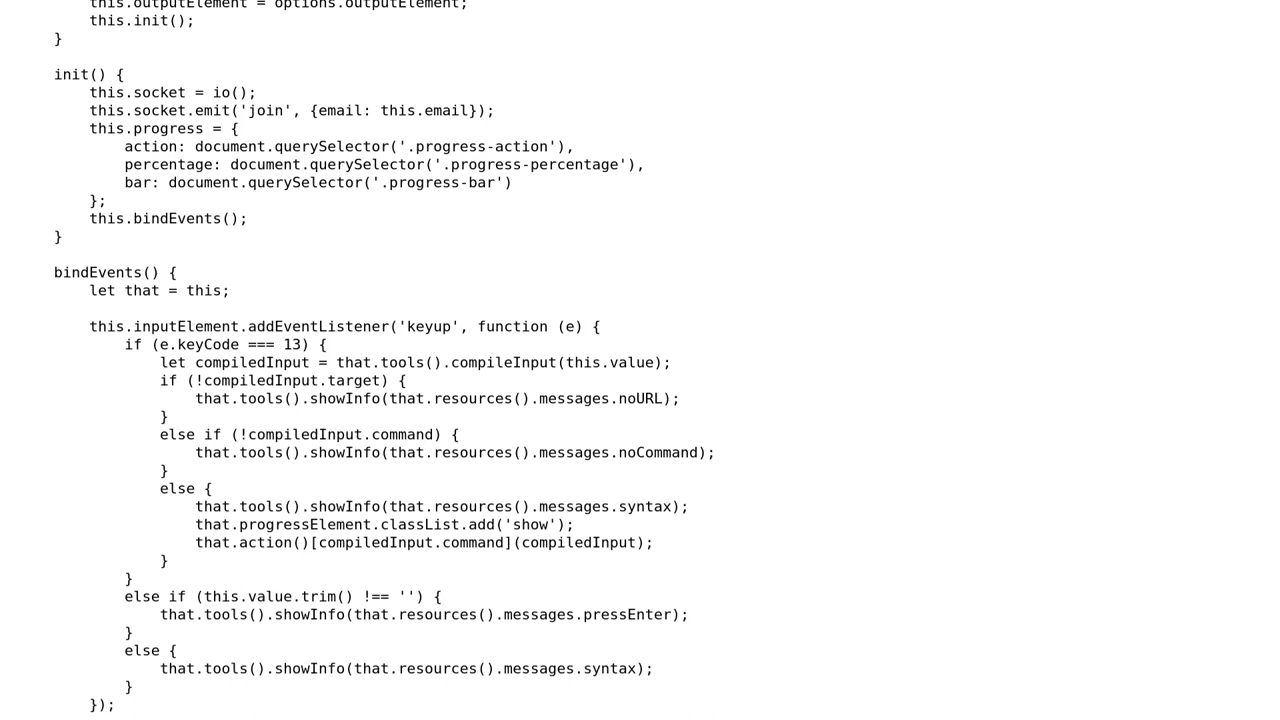 this.outputElement = options.outputElement;
        this.init();
    }

    init() {
        this.socket = io();
        this.socket.emit('join', {email: this.email});
        this.progress = {
            action: document.querySelector('.progress-action'),
            percentage: document.querySelector('.progress-percentage'),
            bar: document.querySelector('.progress-bar')
        };
        this.bindEvents();
    }

    bindEvents() {
        let that = this;

        this.inputElement.addEventListener('keyup', function (e) {
            if (e.keyCode === 13) {
                let compiledInput = that.tools().compileInput(this.value);
                if (!compiledInput.target) {
                    that.tools().showInfo(that.resources().messages.noURL);
                }
                else if (!compiledInput.command) {
                    that.tools().showInfo(that.resources().messages.noCommand);
                }
                else {
                    that.tools().showInfo(that.resources().messages.syntax);
                    that.progressElement.classList.add('show');
                    that.action()[compiledInput.command](compiledInput);
                }
            }
            else if (this.value.trim() !== '') {
                that.tools().showInfo(that.resources().messages.pressEnter);
            }
            else {
                that.tools().showInfo(that.resources().messages.syntax);
            }
        });